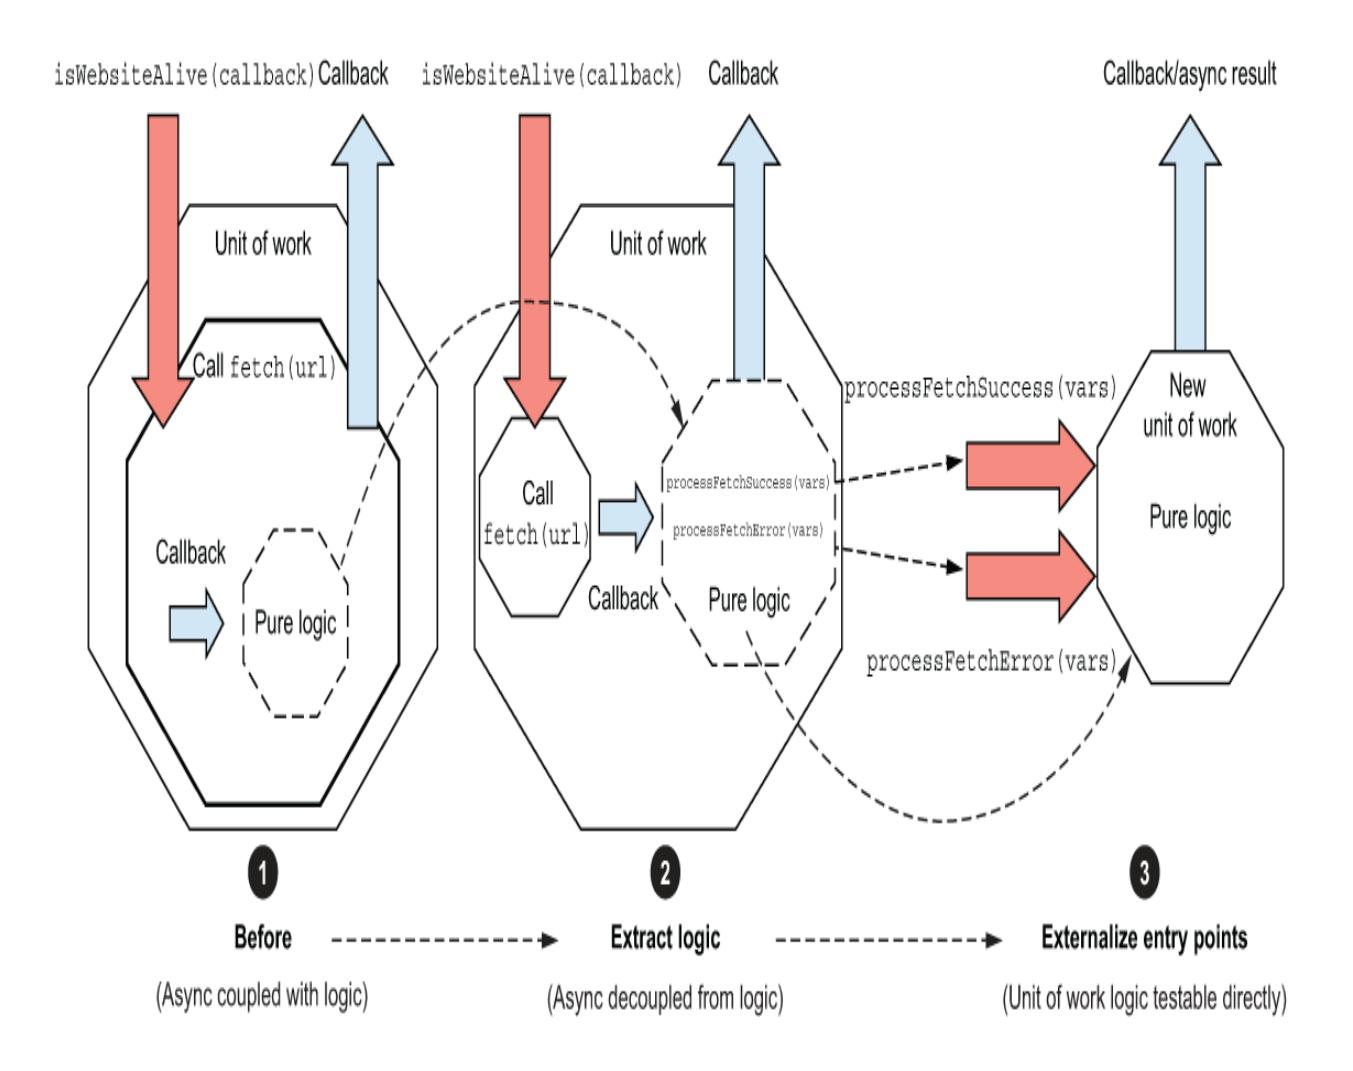 isWebsiteAlive(callback) Callback
isWebsiteAlive(callback) Callback
Callback/async result
Unit of work
Call fetch(url)
Callback
Pure logic
Unit of work
Call
fetch(url)
Callback
processFetchSuccess(vars)
processFetchError(vars)
Pure logic
processFetchSuccess(vars)
processFetchError(vars)
New
unit of work
Pure logic
1
Before
(Async coupled with logic)
2
Extract logic
(Async decoupled from logic)
3
Externalize entry points
(Unit of work logic testable directly)